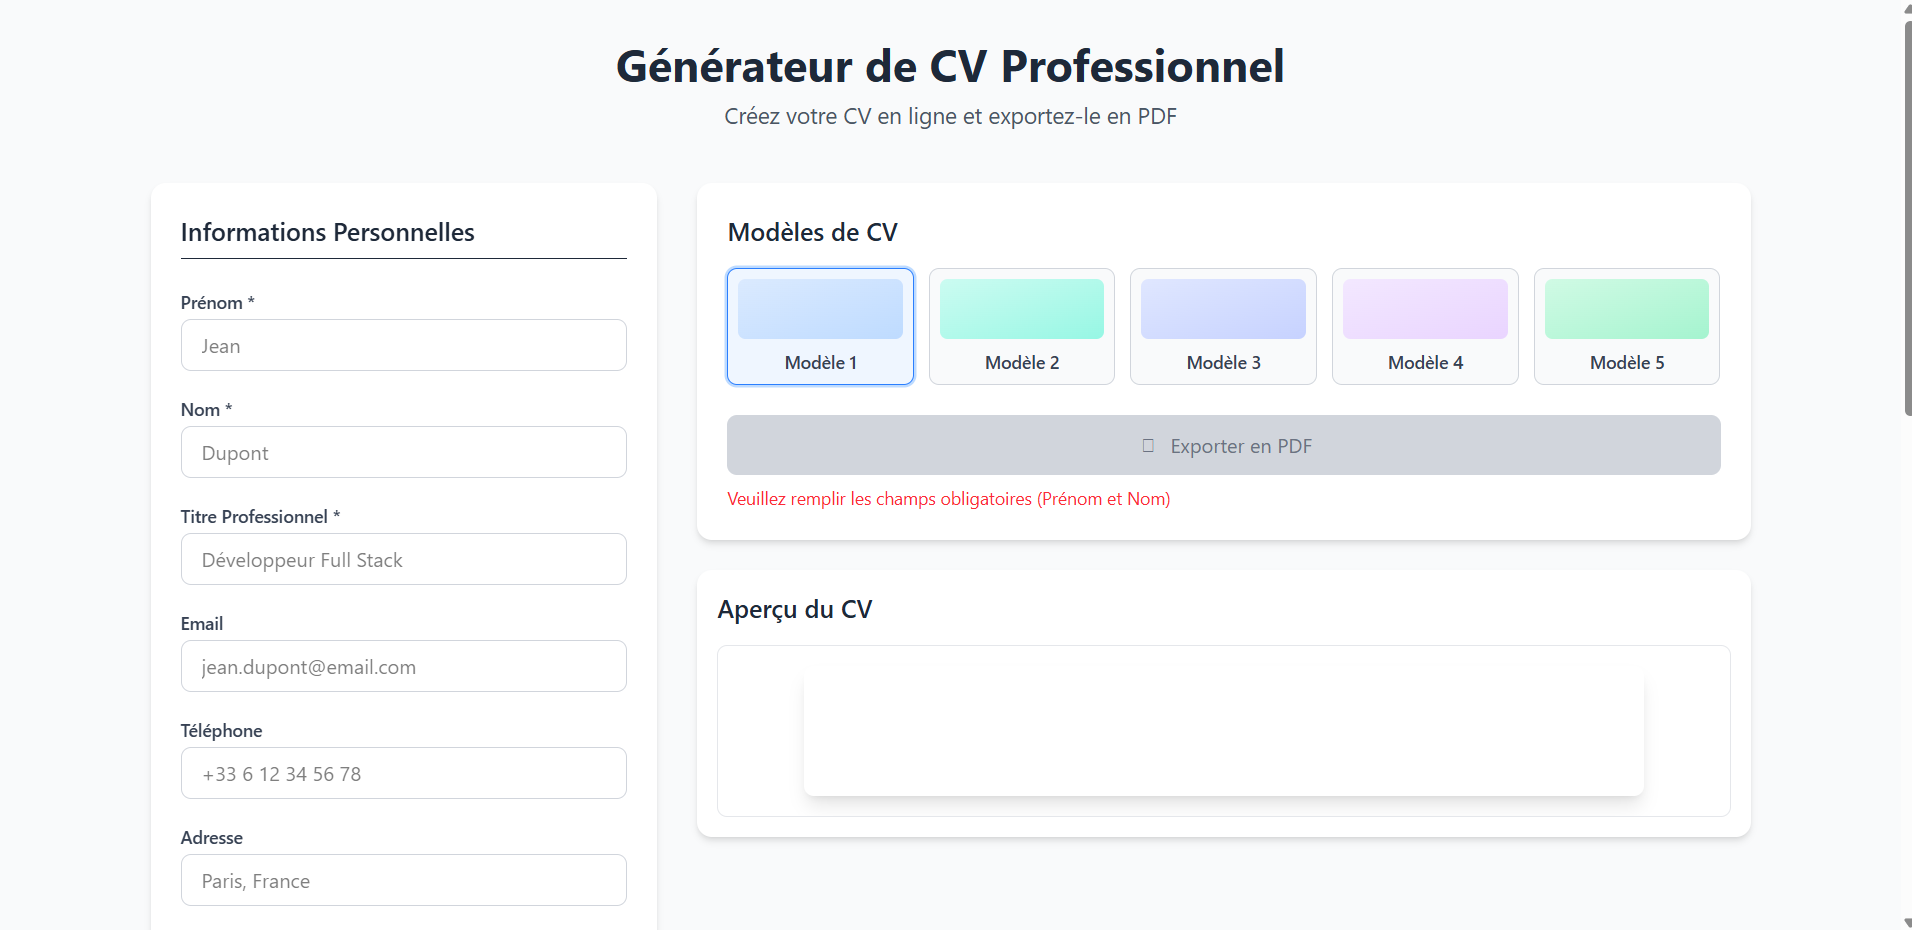 Générateur de CV Professionnel
Créez votre CV en ligne et exportez-le en PDF
Informations Personnelles
Prénom *
Jean
Nom *
Dupont
Titre Professionnel *
Développeur Full Stack
Email
jean.dupont@email.com
Téléphone
+33 6 12 34 56 78
Adresse
Paris, France
Modèles de CV
Modèle 1
Modèle 2
Modèle 3
Modèle 4
Modèle 5
Exporter en PDF
Veuillez remplir les champs obligatoires (Prénom et Nom)
Aperçu du CV